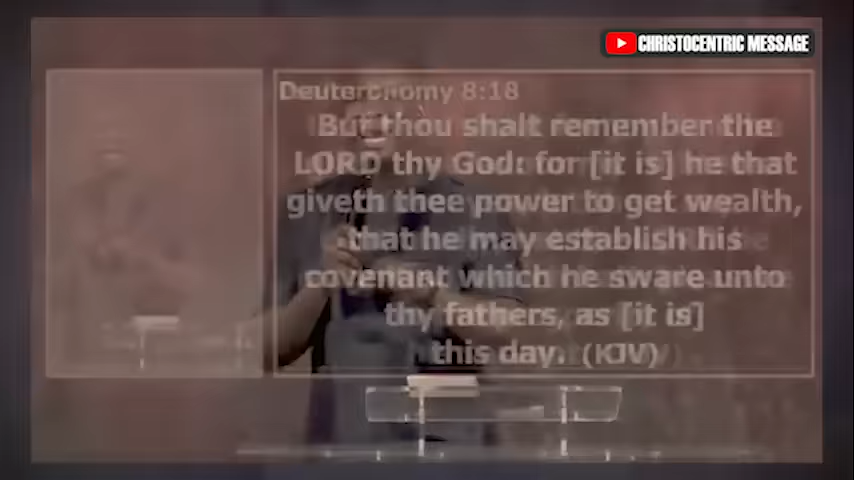 CHRISTOCENTRIC MESSAGE
Deuteronomy 8:18
But thou shalt remember the
LORD thy God: for [it is] he that
giveth thee power to get wealth,
that he may establish his
covenant which he sware unto
thy fathers, as [it is]
this day. (KJV)